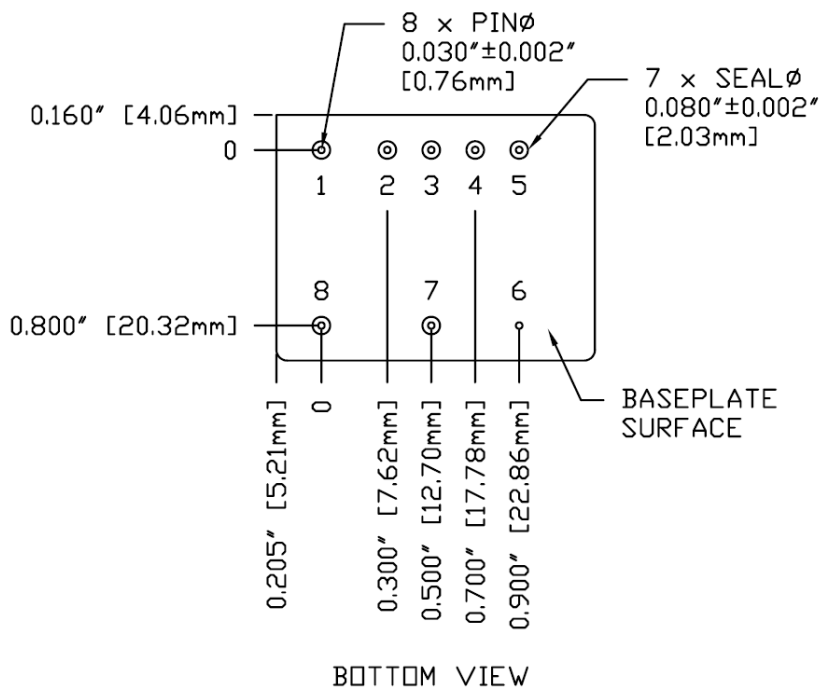 8 x PINØ
0.030"±0.002"
[0.76mm]
7 x SEALØ
0.080"±0.002"
[2.03mm]
0.160" [4.06mm]
0
1 2 3 4 5
8 7 6
0.800" [20.32mm]
BASEPLATE
SURFACE
0.205" [5.21mm]
0
0.300" [7.62mm]
0.500" [12.70mm]
0.700" [17.78mm]
0.900" [22.86mm]
BOTTOM VIEW